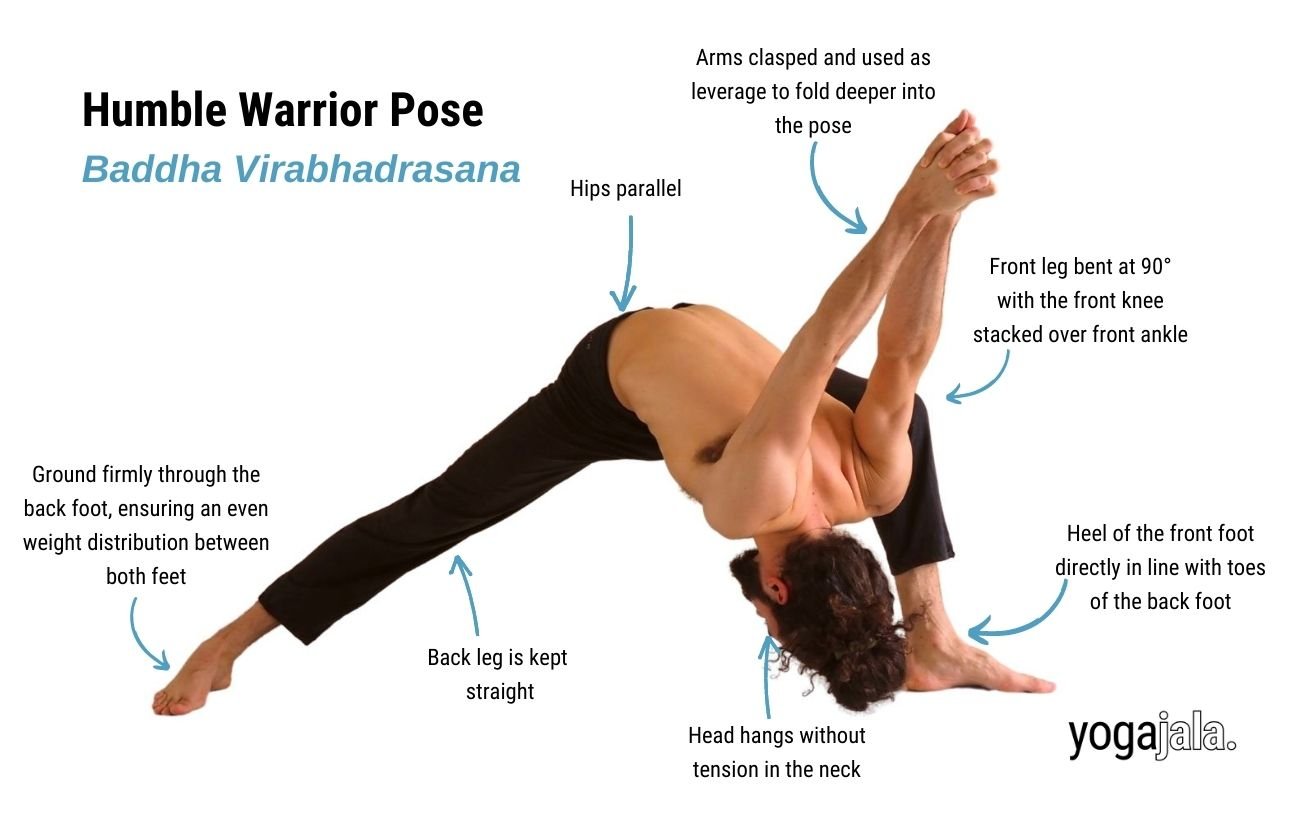 Humble Warrior Pose
Baddha Virabhadrasana
Arms clasped and used as
leverage to fold deeper into
the pose
Hips parallel
Front leg bent at 90°
with the front knee
stacked over front ankle
Ground firmly through the
back foot, ensuring an even
weight distribution between
both feet
Heel of the front foot
directly in line with toes
of the back foot
Back leg is kept
straight
Head hangs without
tension in the neck
yogajala.